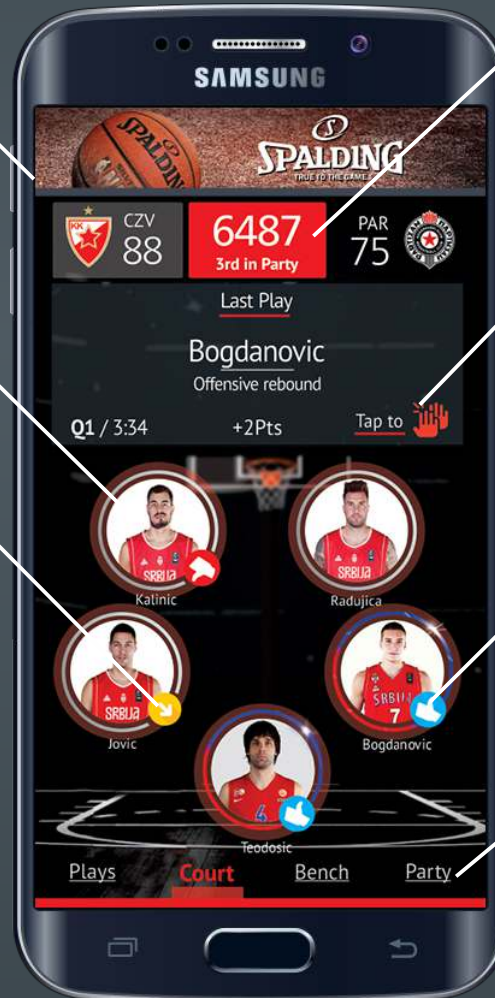 SAMSUNG
SPALDING
SPALDING
TRUE TO THE GAME.
KK
CZV
88
6487
3rd in Party
PAR
75
Last Play
Bogdanovic
Offensive rebound
Q1 / 3:34
+2Pts
Tap to
SRBIJA
Kalinic
SRBIJA
Radujica
SRBIJA
Jovic
SRBIJA
7
Bogdanovic
4
Teodosic
Plays
Court
Bench
Party